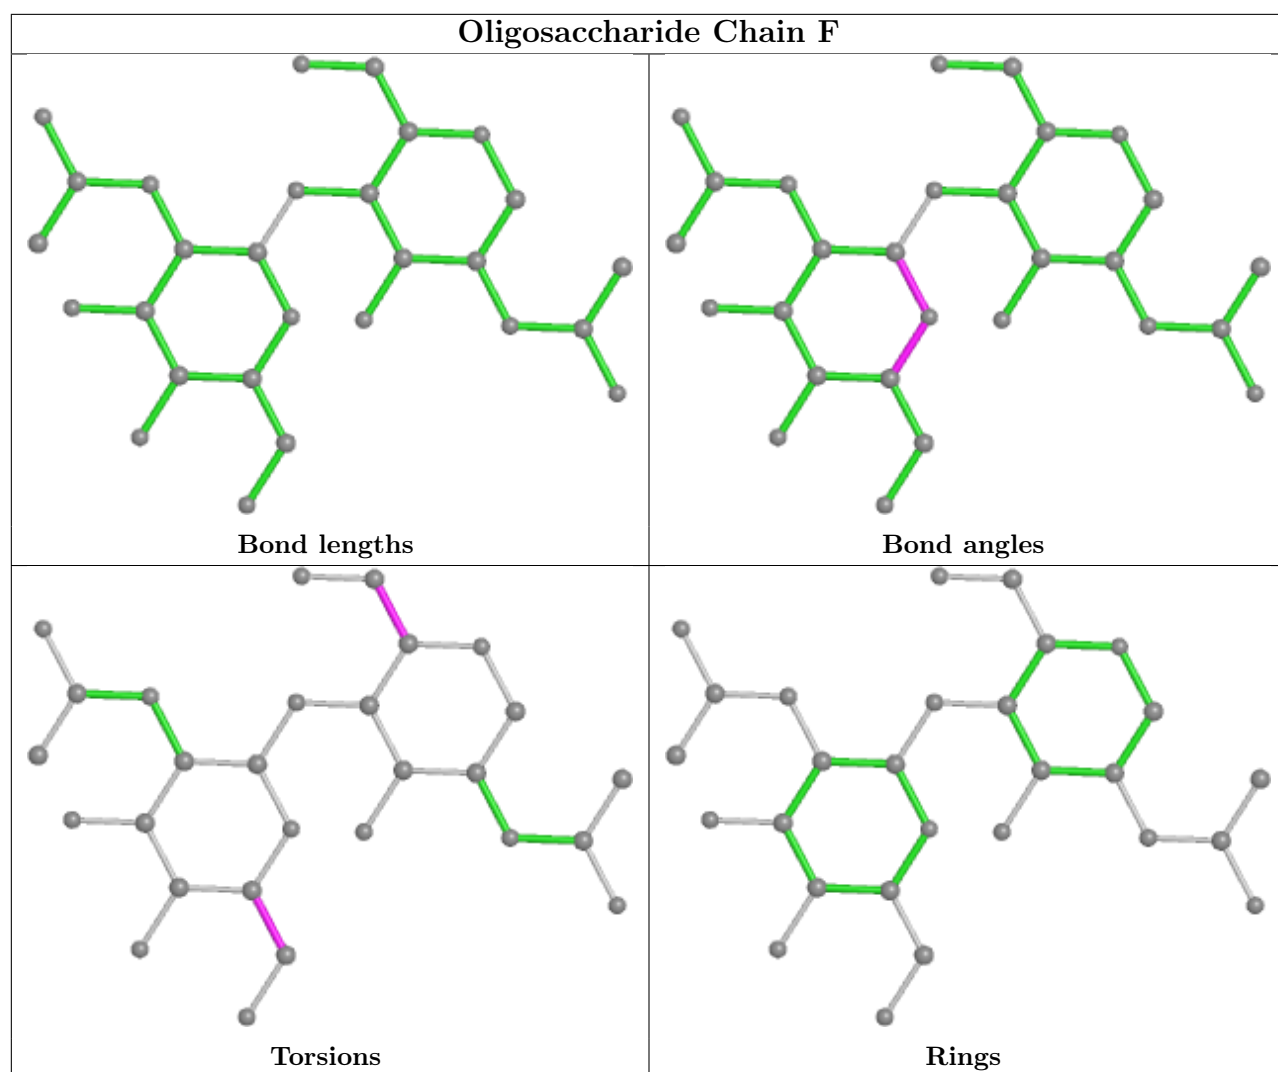 Oligosaccharide Chain F
Bond lengths
Bond angles
Torsions
Rings